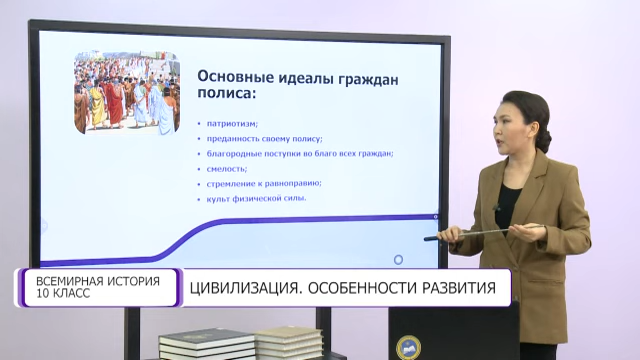 Основные идеалы граждан
полиса:
патриотизм;
преданность своему полису;
благородные поступки во благо всех граждан;
смелость;
стремление к равноправию;
культ физической силы.
ВСЕМИРНАЯ ИСТОРИЯ
10 КЛАСС
ЦИВИЛИЗАЦИЯ. ОСОБЕННОСТИ РАЗВИТИЯ